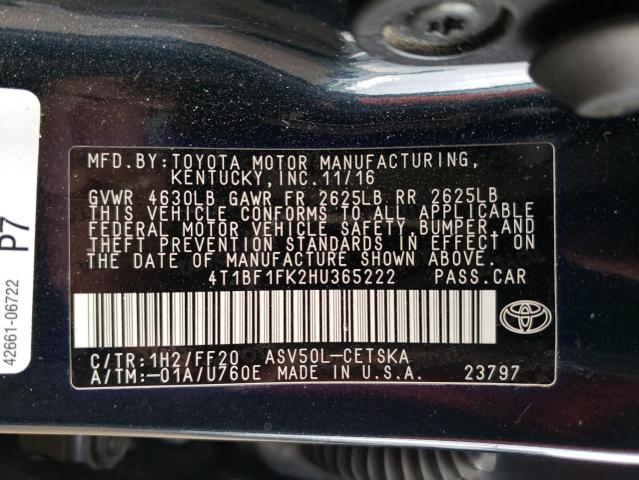 MFD.BY:TOYOTA MOTOR MANUFACTURING,
KENTUCKY,INC.11/16
GVWR 4630LB GAWR FR 2625LB RR 2625LB
THIS VEHICLE CONFORMS TO ALL APPLICABLE
FEDERAL MOTOR VEHICLE SAFETY,BUMPER,AND
THEFT PREVENTION STANDARDS IN EFFECT ON
THE DATE OF MANUFACTURE SHOWN ABOVE.
4T1BF1FK2HU365222 PASS.CAR
C/TR:1H2/FF20 ASV50L-CETSKA
A/TM:-01A/U760E MADE IN U.S.A. 23797
P7
42661-06722